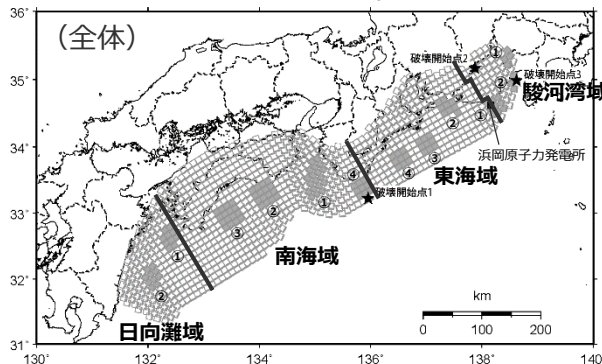 36°
(全体)
破壊開始点2
①
破壊開始点3
35°
②
駿河湾域
②
①
浜岡原子力発電所
34°
③
②
④
④
東海域
破壊開始点1
33°
②
①
③
①
南海域
32°
②
km
日向灘域
0
100
200
31°
130
132
134
136
138
140